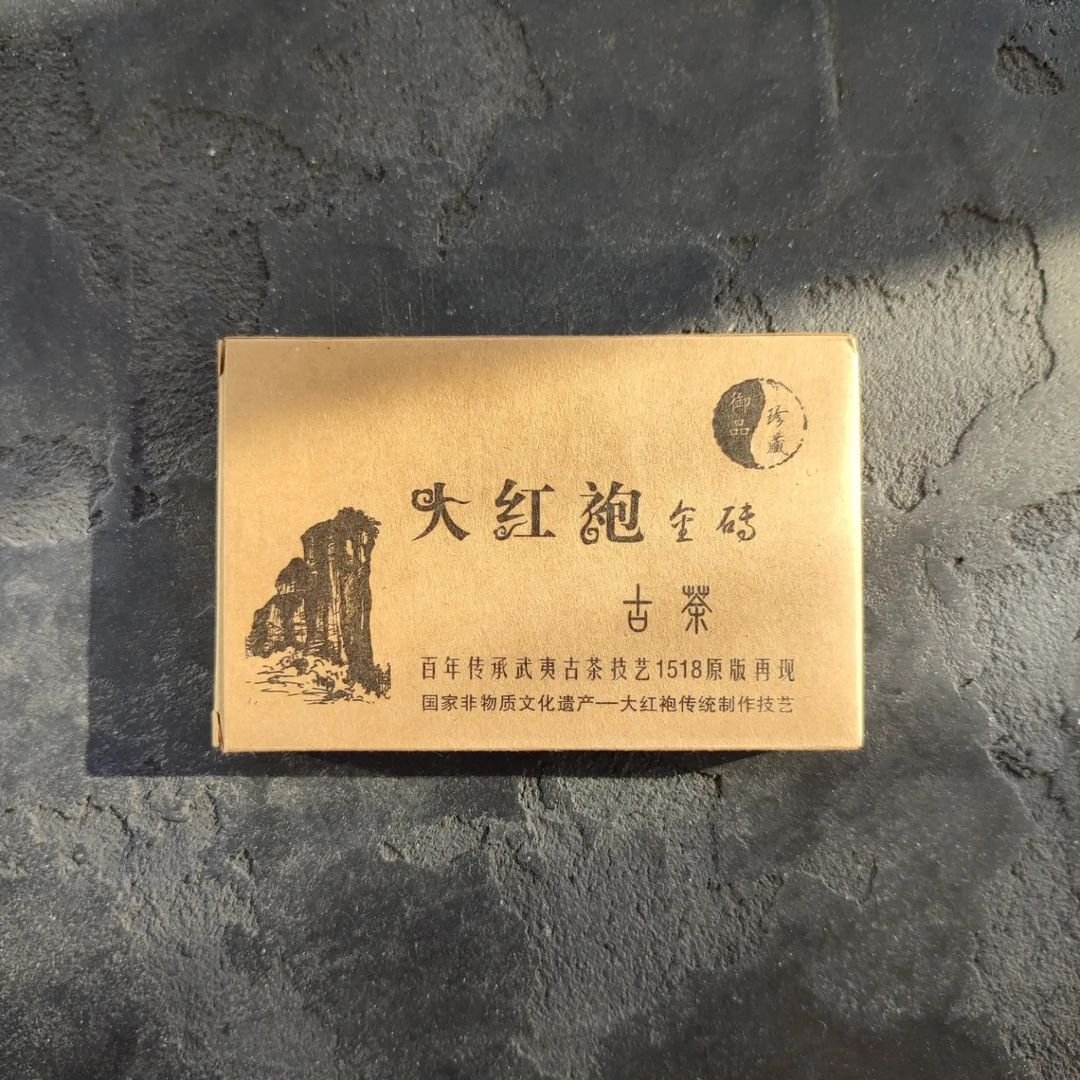 御品
珍藏
大红袍金砖
古茶
百年传承武夷古茶技艺1518原版再现
国家非物质文化遗产—大红袍传统制作技艺